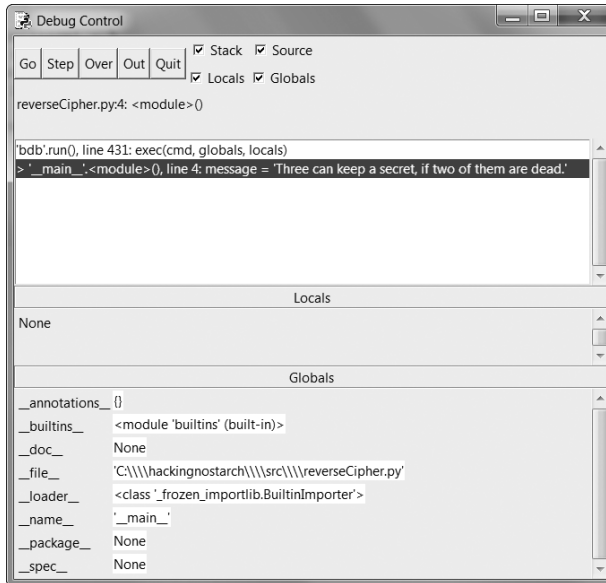 Debug Control
Go Step Over Out Quit Stack Source
Locals Globals
reverseCipher.py:4: <module>()
'bdb'.run(), line 431: exec(cmd, globals, locals)
> '__main__'.<module>(), line 4: message = 'Three can keep a secret, if two of them are dead.'
Locals
None
Globals
__annotations__ {}
__builtins__ <module 'builtins' (built-in)>
__doc__ None
__file__ 'C:\\\\hackingnostarch\\\\src\\\\reverseCipher.py'
__loader__ <class '_frozen_importlib.BuiltinImporter'>
__name__ '__main__'
__package__ None
__spec__ None